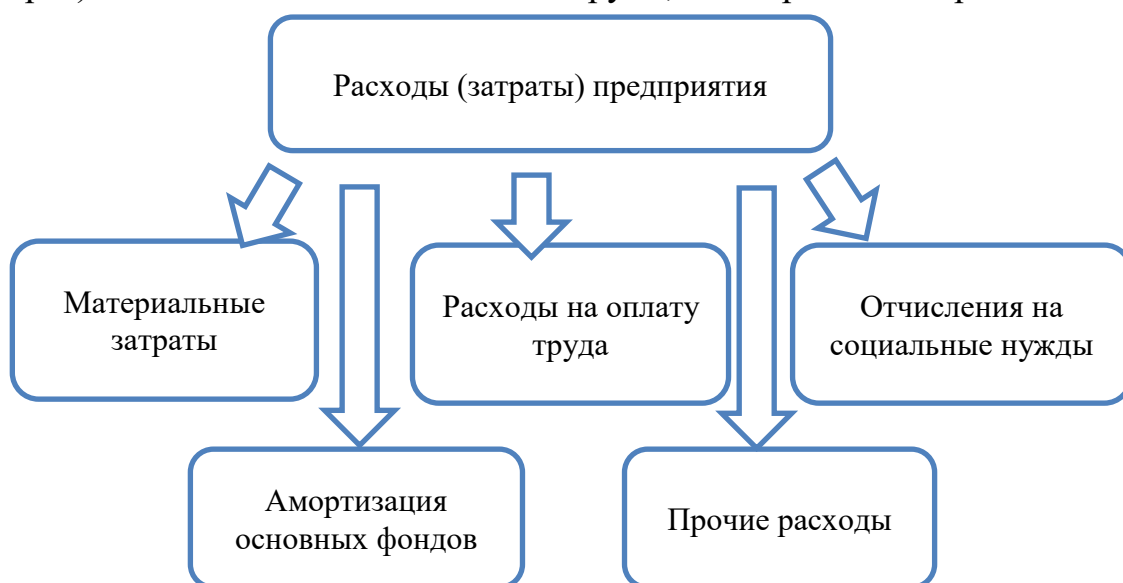 Расходы (затраты) предприятия
Материальные
затраты
Расходы на оплату
труда
Отчисления на
социальные нужды
Амортизация
основных фондов
Прочие расходы